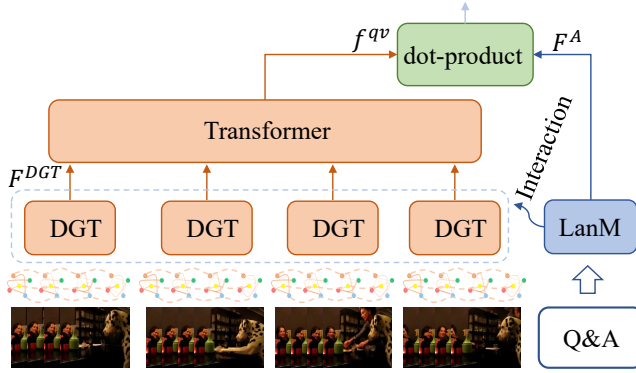 f^{qv}
dot-product
F^A
Transformer
F^{DGT}
Interaction
DGT
DGT
DGT
DGT
LanM
Q&A